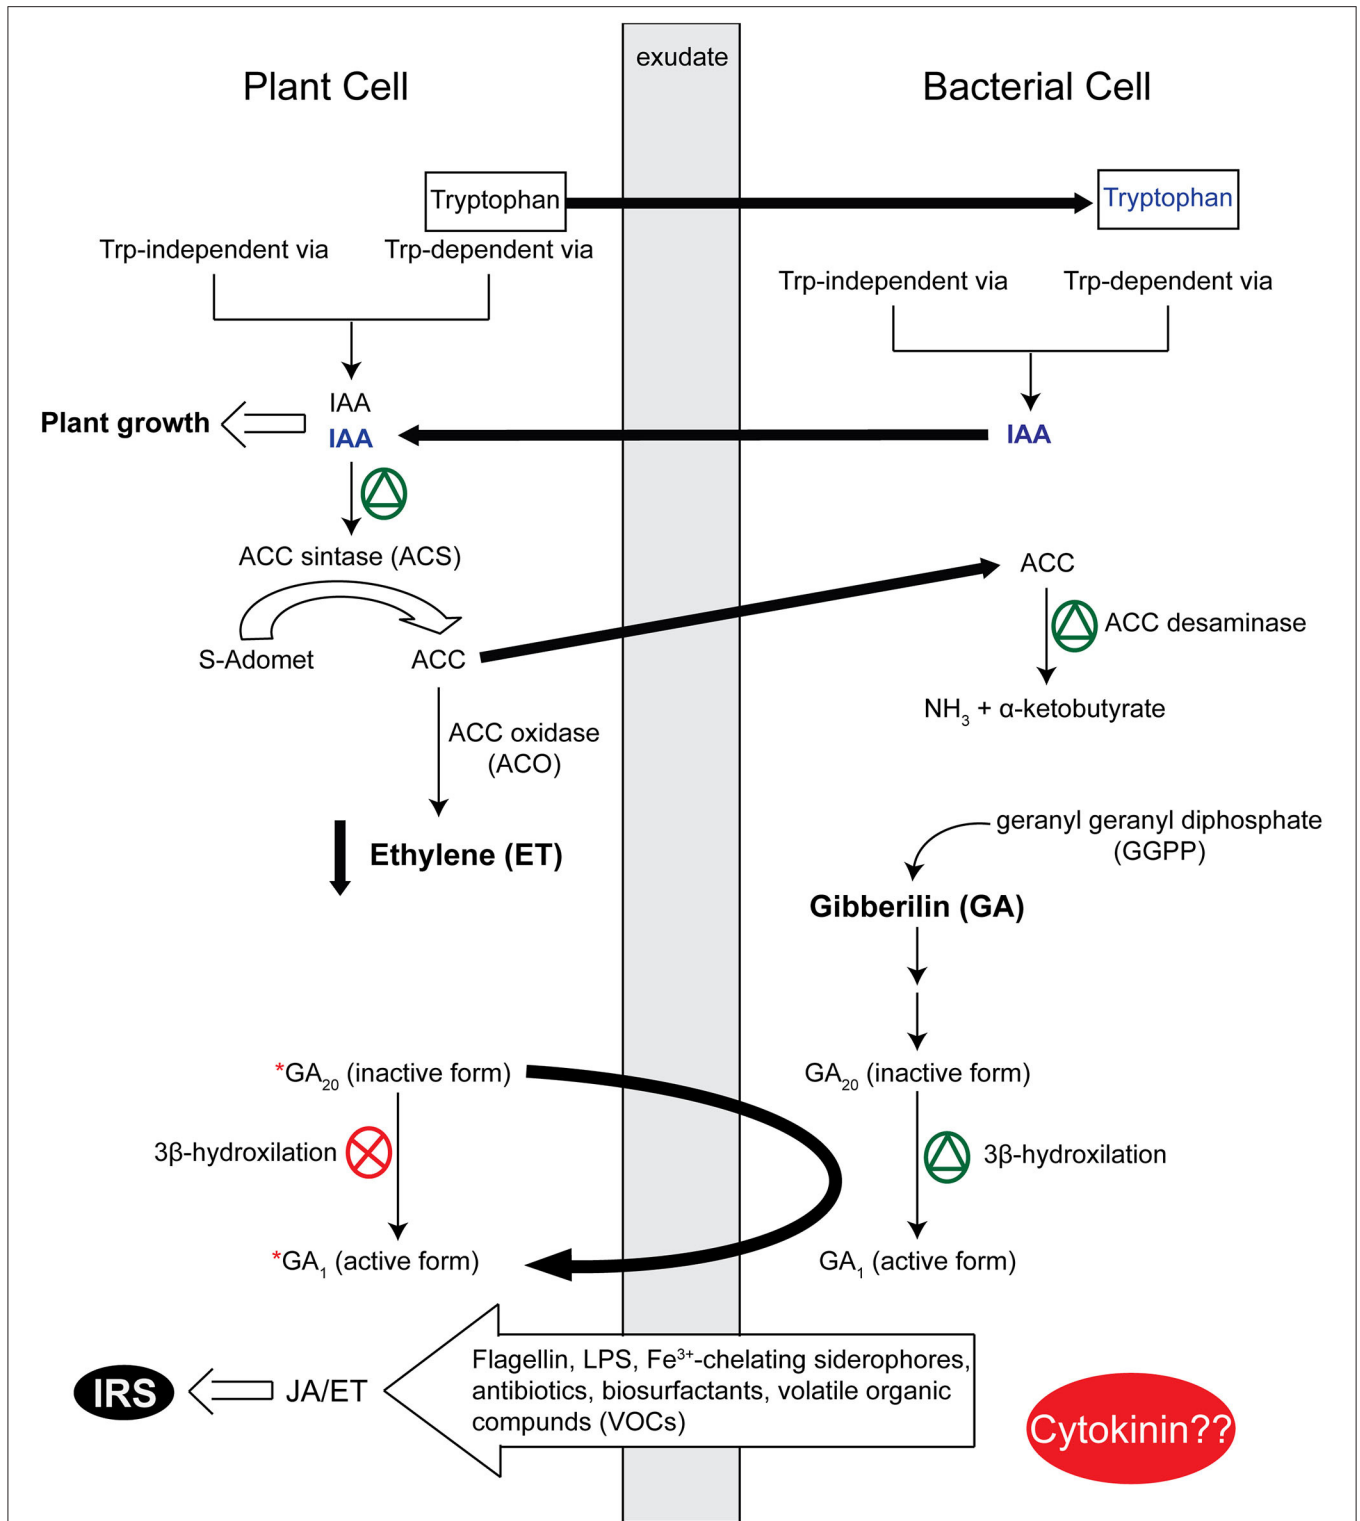 exudate
Plant Cell
Bacterial Cell
Tryptophan
Tryptophan
Trp-independent via
Trp-dependent via
Trp-independent via
Trp-dependent via
IAA
Plant growth
IAA
IAA
ACC sintase (ACS)
ACC
ACC desaminase
S-Adomet
ACC
NH3 + α-ketobutyrate
ACC oxidase
(ACO)
geranyl geranyl diphosphate
(GGPP)
Ethylene (ET)
Gibberilin (GA)
*GA20 (inactive form)
GA20 (inactive form)
3β-hydroxilation
3β-hydroxilation
*GA1 (active form)
GA1 (active form)
Flagellin, LPS, Fe3+-chelating siderophores,
antibiotics, biosurfactants, volatile organic
compunds (VOCs)
IRS
JA/ET
Cytokinin??